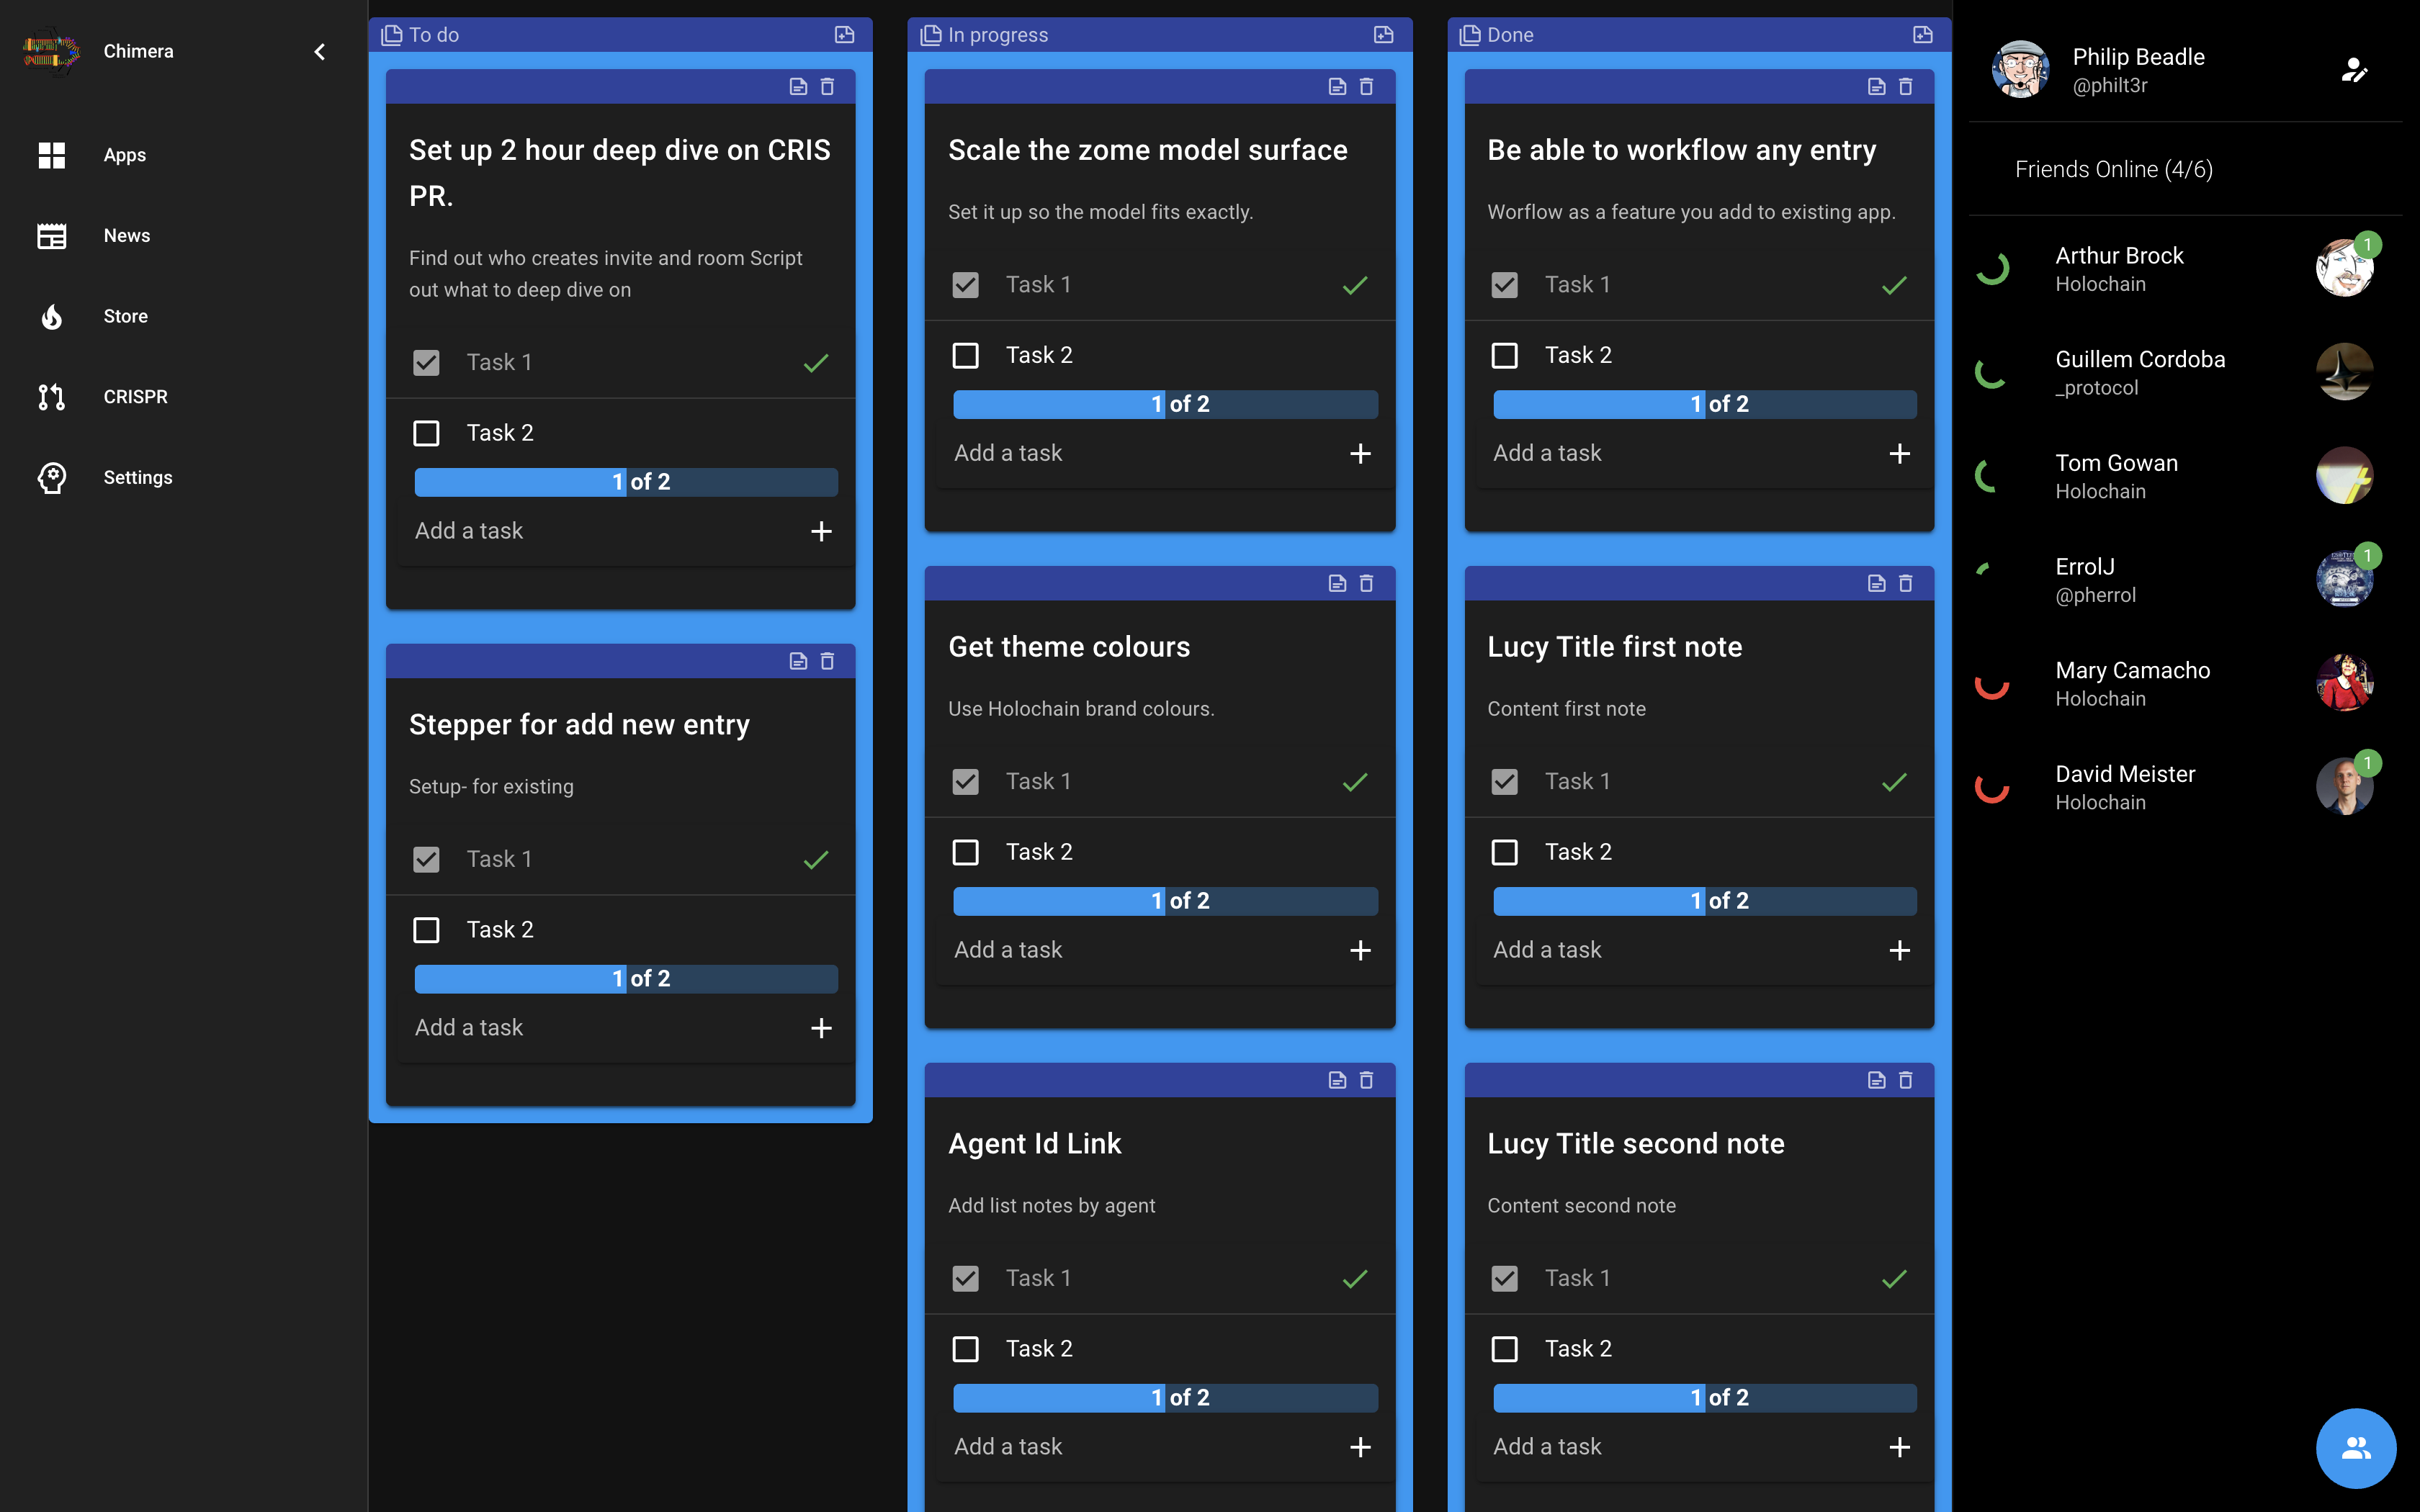 Chimera
Apps
News
Store
CRISPR
Settings
To do
Set up 2 hour deep dive on CRIS
PR.
Find out who creates invite and room Script
out what to deep dive on
Task 1
Task 2
1 of 2
Add a task
Stepper for add new entry
Setup- for existing
Task 1
Task 2
1 of 2
Add a task
In progress
Scale the zome model surface
Set it up so the model fits exactly.
Task 1
Task 2
1 of 2
Add a task
Get theme colours
Use Holochain brand colours.
Task 1
Task 2
1 of 2
Add a task
Agent Id Link
Add list notes by agent
Task 1
Task 2
1 of 2
Add a task
Done
Be able to workflow any entry
Worflow as a feature you add to existing app.
Task 1
Task 2
1 of 2
Add a task
Lucy Title first note
Content first note
Task 1
Task 2
1 of 2
Add a task
Lucy Title second note
Content second note
Task 1
Task 2
1 of 2
Add a task
Philip Beadle
@philt3r
Friends Online (4/6)
Arthur Brock
Holochain
1
Guillem Cordoba
_protocol
Tom Gowan
Holochain
ErrolJ
@pherrol
1
Mary Camacho
Holochain
David Meister
Holochain
1